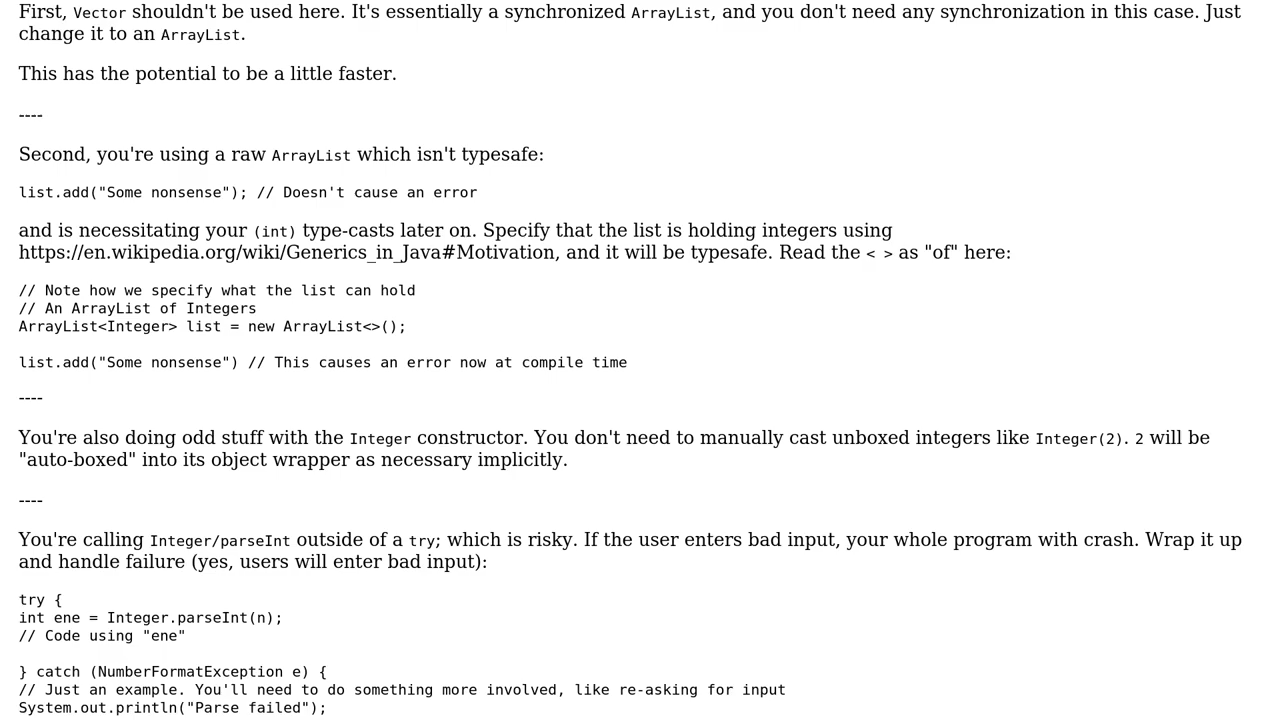 First, Vector shouldn't be used here. It's essentially a synchronized ArrayList, and you don't need any synchronization in this case. Just
change it to an ArrayList.
This has the potential to be a little faster.
----
Second, you're using a raw ArrayList which isn't typesafe:
list.add("Some nonsense"); // Doesn't cause an error
and is necessitating your (int) type-casts later on. Specify that the list is holding integers using
https://en.wikipedia.org/wiki/Generics_in_Java#Motivation, and it will be typesafe. Read the < > as "of" here:
// Note how we specify what the list can hold
// An ArrayList of Integers
ArrayList<Integer> list = new ArrayList<>();
list.add("Some nonsense") // This causes an error now at compile time
----
You're also doing odd stuff with the Integer constructor. You don't need to manually cast unboxed integers like Integer(2). 2 will be
"auto-boxed" into its object wrapper as necessary implicitly.
----
You're calling Integer/parseInt outside of a try; which is risky. If the user enters bad input, your whole program with crash. Wrap it up
and handle failure (yes, users will enter bad input):
try {
int ene = Integer.parseInt(n);
// Code using "ene"
} catch (NumberFormatException e) {
// Just an example. You'll need to do something more involved, like re-asking for input
System.out.println("Parse failed");